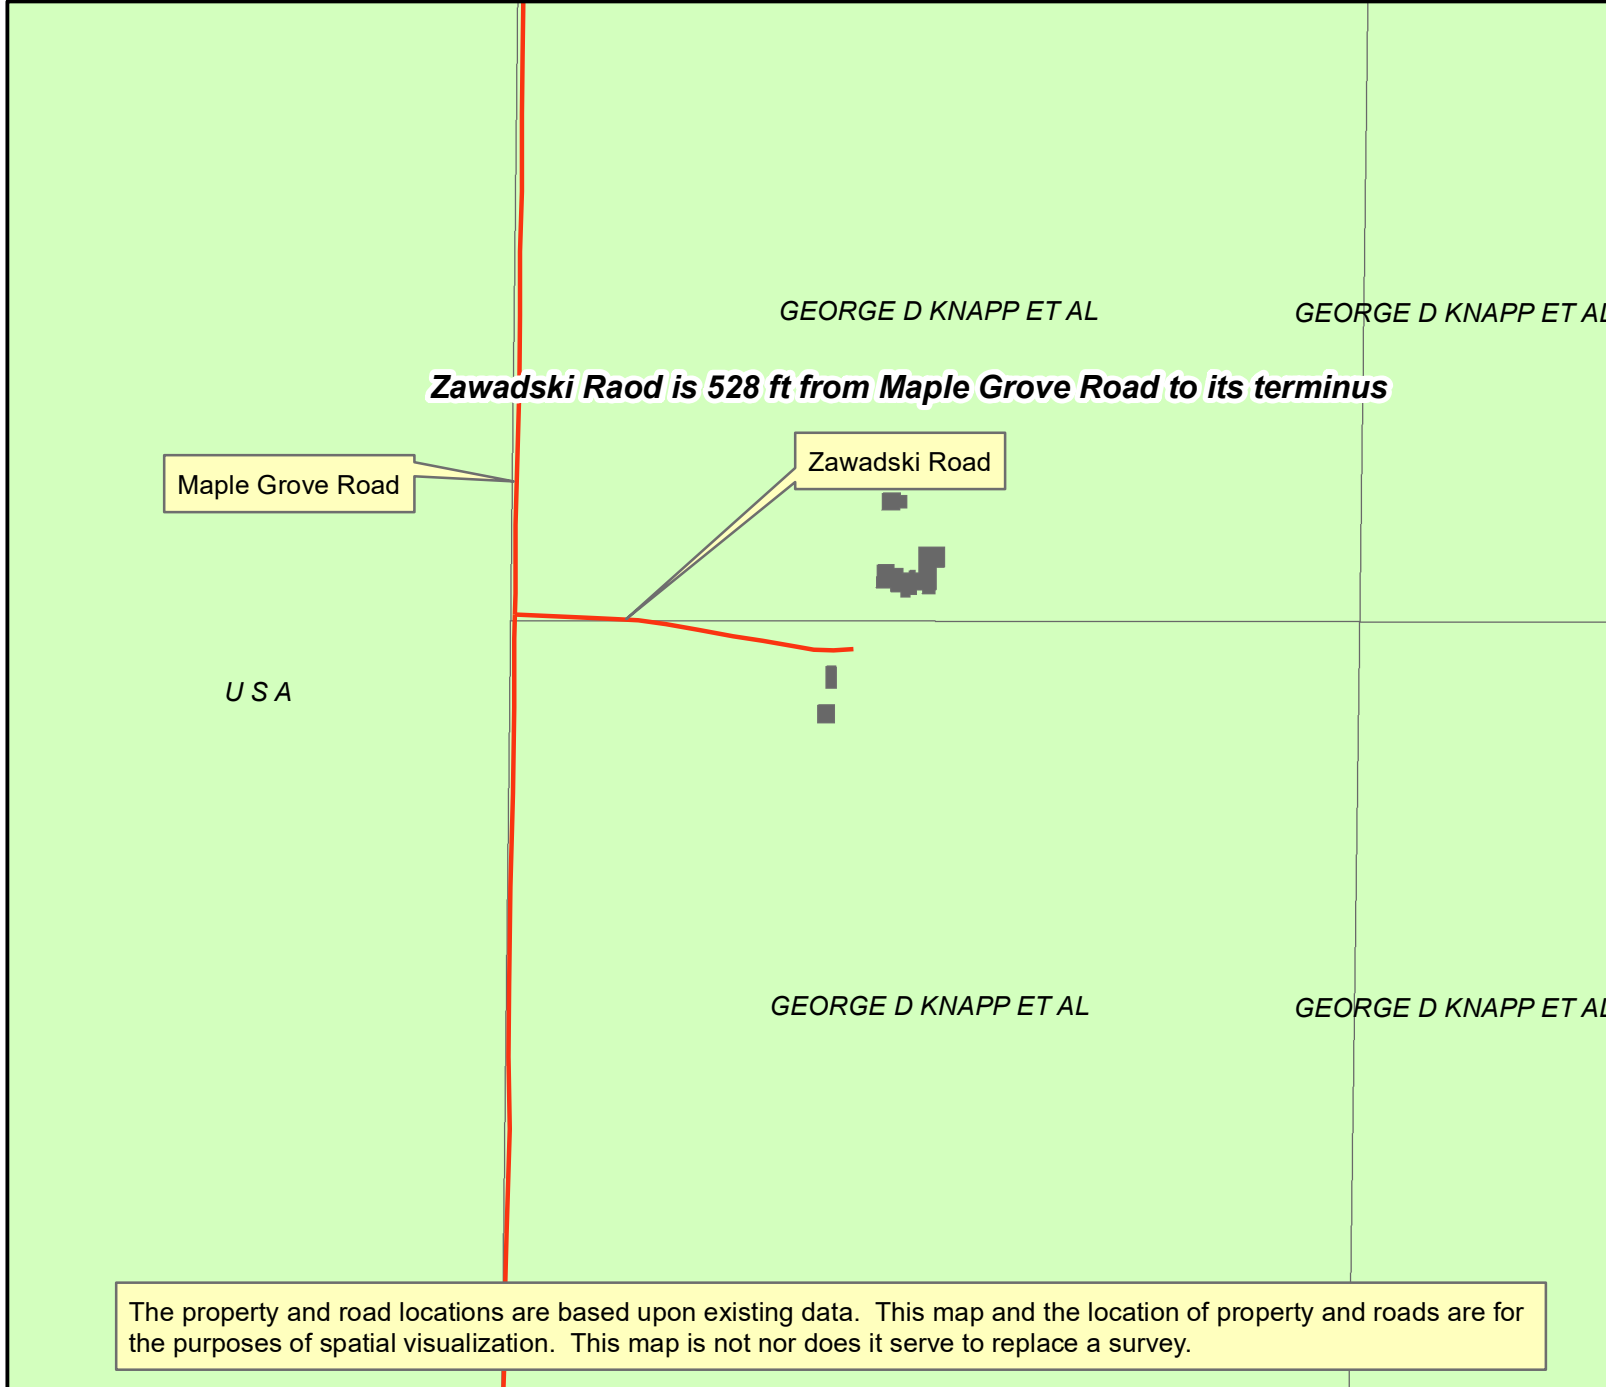 GEORGE D KNAPP ET AL
GEORGE D KNAPP ET AL
Zawadski Raod is 528 ft from Maple Grove Road to its terminus
Zawadski Road
Maple Grove Road
U S A
GEORGE D KNAPP ET AL
GEORGE D KNAPP ET AL
The property and road locations are based upon existing data.  This map and the location of property and roads are for
the purposes of spatial visualization.  This map is not nor does it serve to replace a survey.